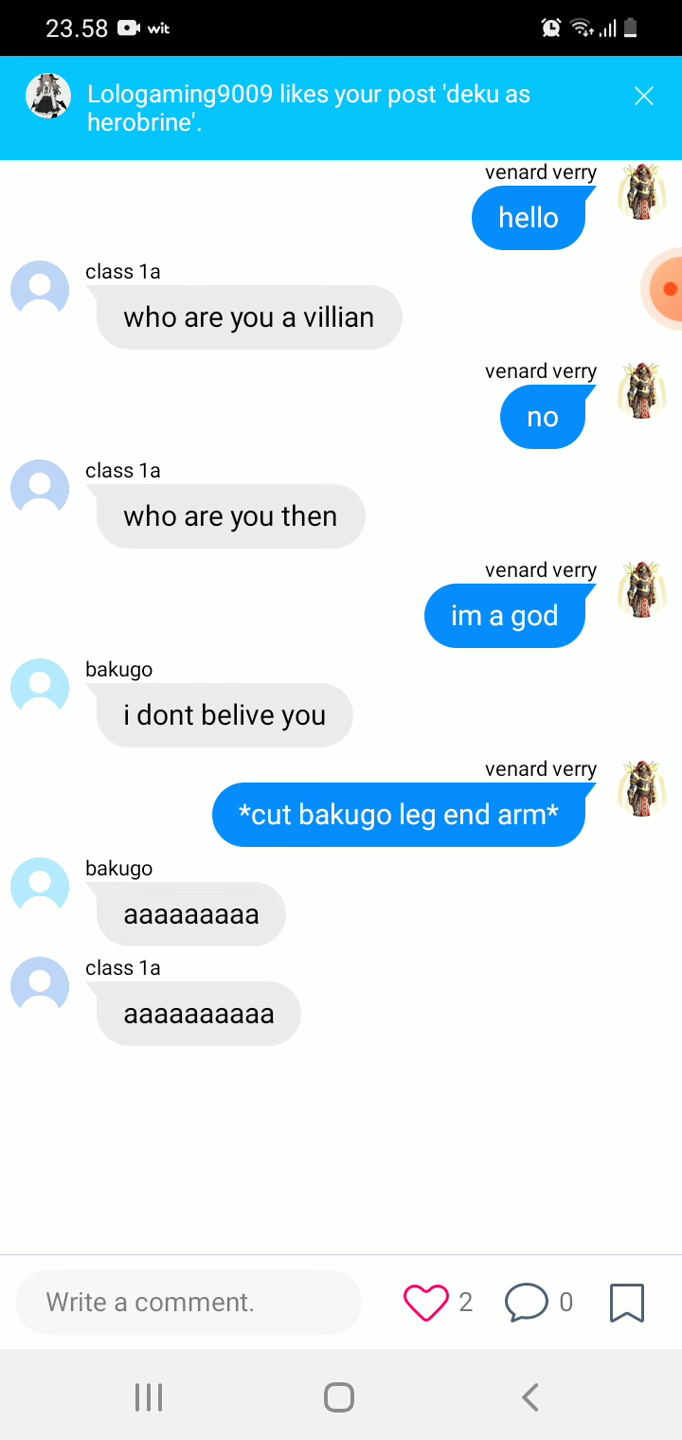 23.58 wit
Lologaming9009 likes your post 'deku as
herobrine'.
venard verry
hello
class 1a
who are you a villian
venard verry
no
class 1a
who are you then
venard verry
im a god
bakugo
i dont belive you
venard verry
*cut bakugo leg end arm*
bakugo
aaaaaaaaa
class 1a
aaaaaaaaaa
Write a comment. 2 0